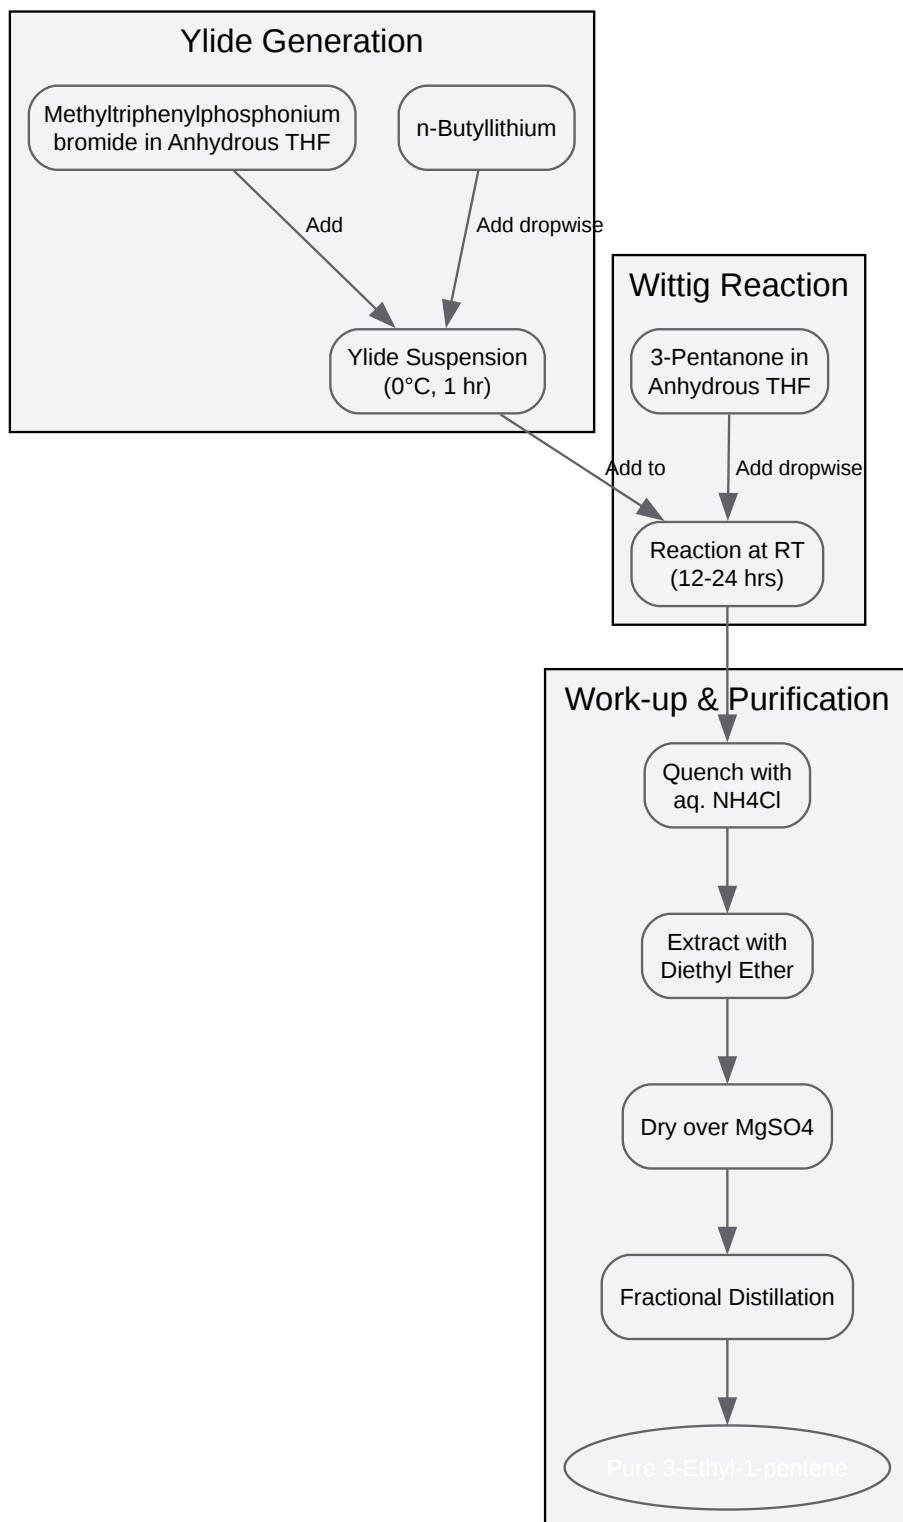 Ylide Generation
Methyltriphenylphosphonium
bromide in Anhydrous THF
n-Butyllithium
Add
Add dropwise
Ylide Suspension
(0°C, 1 hr)
Wittig Reaction
3-Pentanone in
Anhydrous THF
Add to
Add dropwise
Reaction at RT
(12-24 hrs)
Work-up & Purification
Quench with
aq. NH4Cl
Extract with
Diethyl Ether
Dry over MgSO4
Fractional Distillation
Pure 3-Ethyl-1-pentene